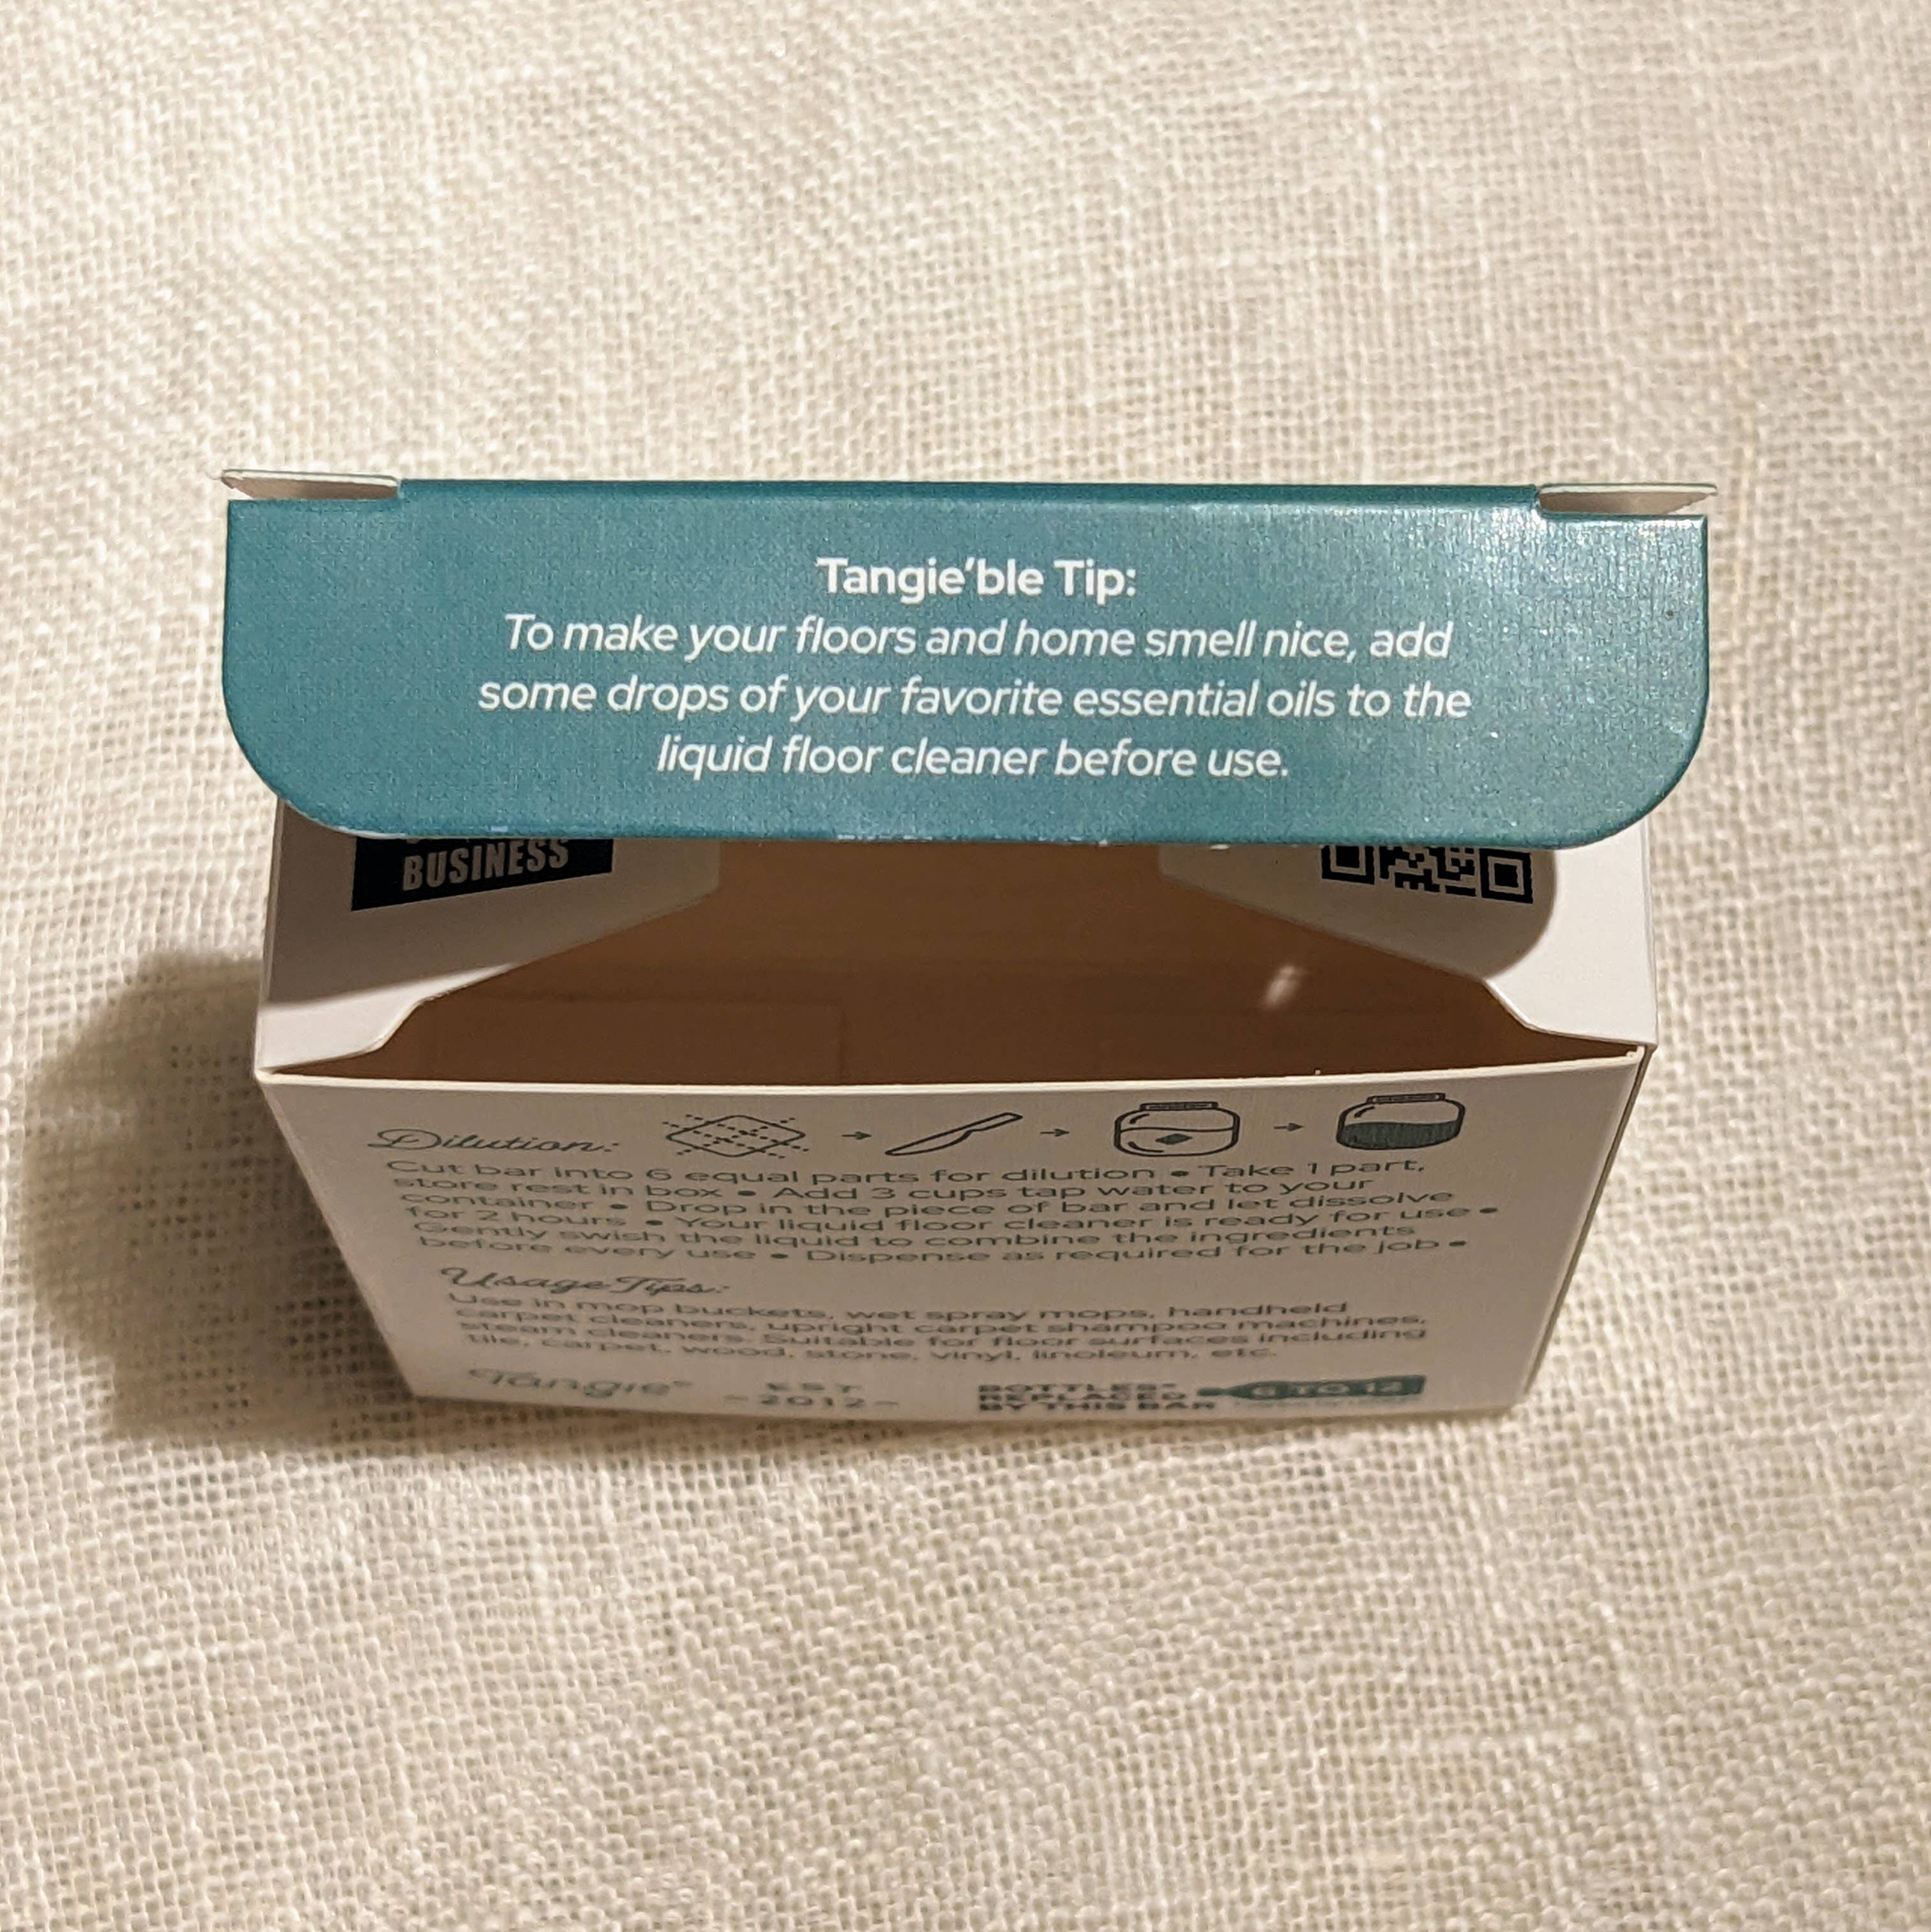 Tangie'ble Tip:
To make your floors and home smell nice, add
some drops of your favorite essential oils to the
liquid floor cleaner before use.
BUSINESS
Dilution:
Cut bar into 6 equal parts for dilution • Take 1 part,
store rest in box • Add 3 cups tap water to your
container • Drop in the piece of bar and let dissolve
for 2 hours • Your liquid floor cleaner is ready for use •
Gently swish the liquid to combine the ingredients
before every use • Dispense as required for the job •
Usage Tips:
Use in mop buckets, wet spray mops, handheld
carpet cleaners, upright carpet shampoo machines,
steam cleaners. Suitable for floor surfaces including
tile, carpet, wood, stone, vinyl, linoleum, etc.
Tangie®
EST
~2012~
BOTTLES*
REPLACED
BY THIS BAR
6 TO 12